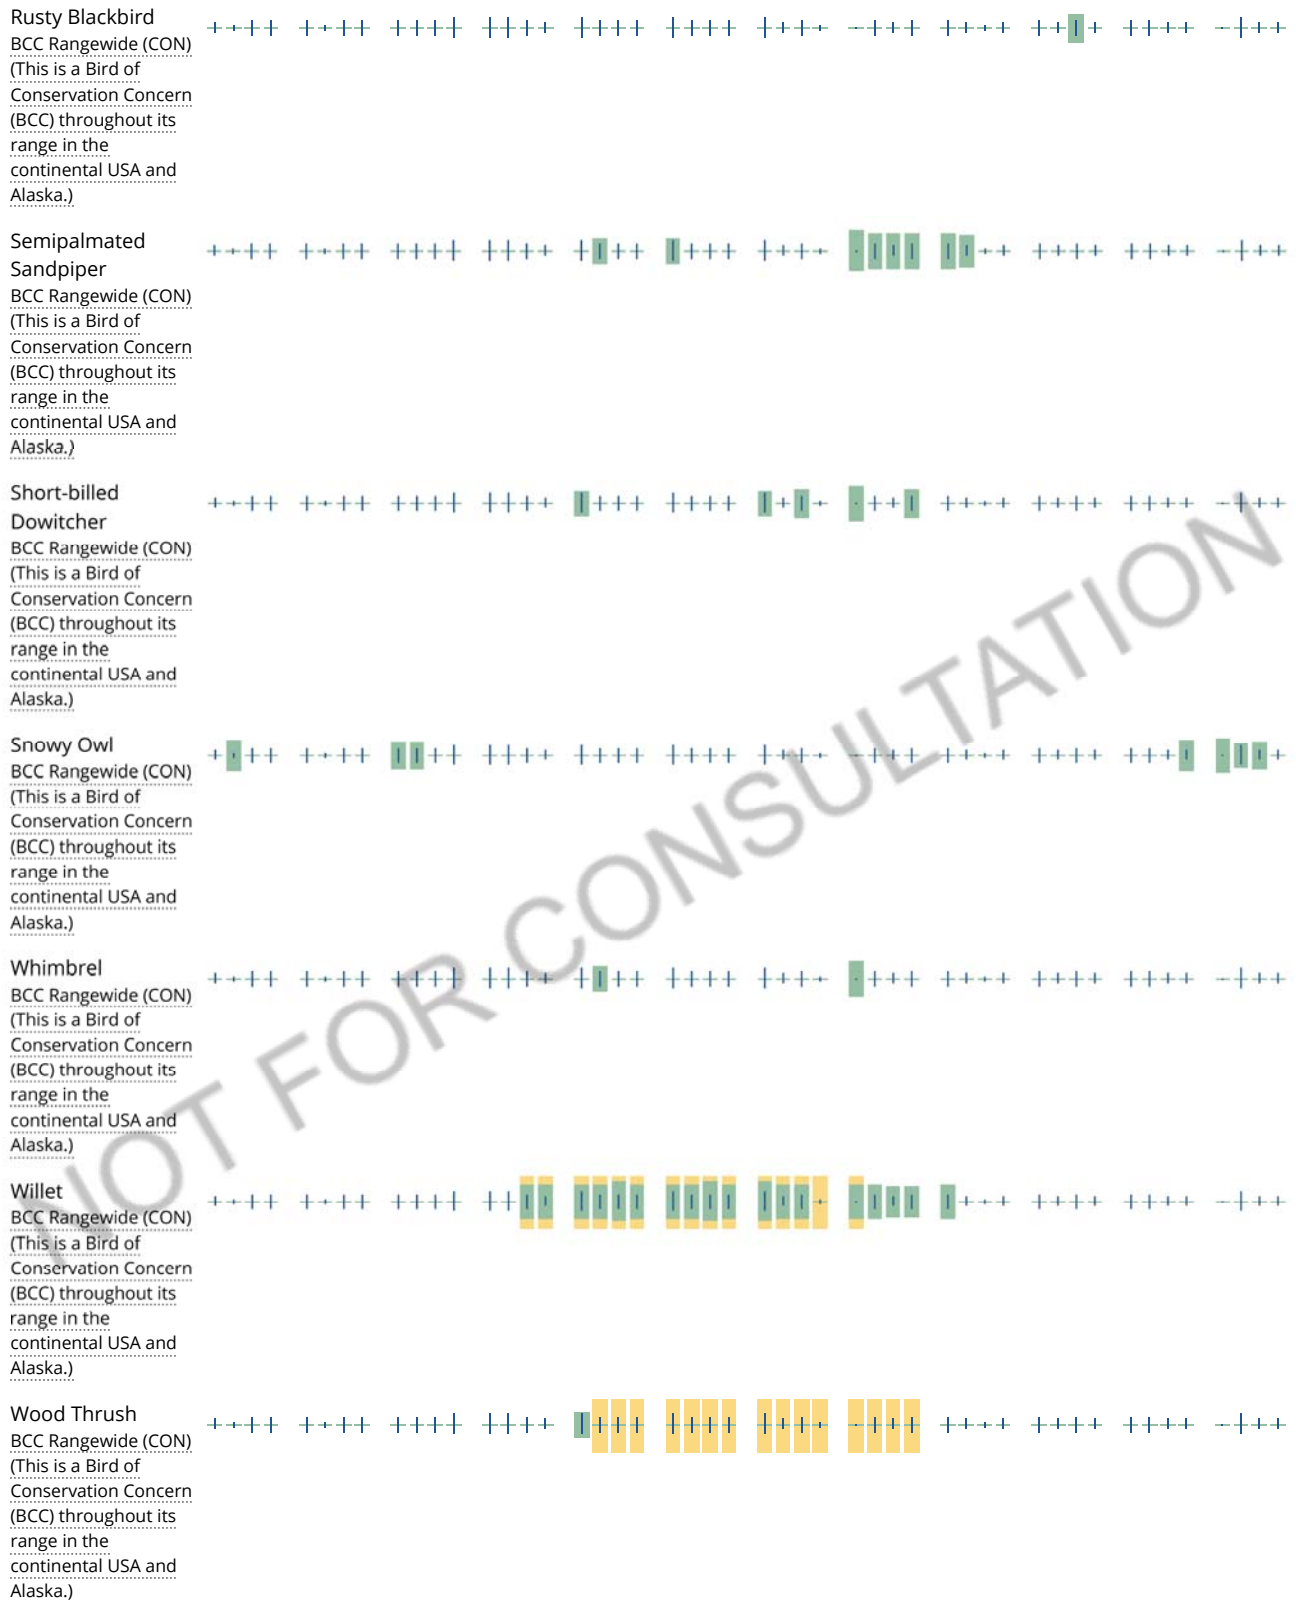 Rusty Blackbird
BCC Rangewide (CON)
(This is a Bird of
Conservation Concern
(BCC) throughout its
range in the
continental USA and
Alaska.)
Semipalmated
Sandpiper
BCC Rangewide (CON)
(This is a Bird of
Conservation Concern
(BCC) throughout its
range in the
continental USA and
Alaska.)
Short-billed
Dowitcher
BCC Rangewide (CON)
(This is a Bird of
Conservation Concern
(BCC) throughout its
range in the
continental USA and
Alaska.)
Snowy Owl
BCC Rangewide (CON)
(This is a Bird of
Conservation Concern
(BCC) throughout its
range in the
continental USA and
Alaska.)
Whimbrel
BCC Rangewide (CON)
(This is a Bird of
Conservation Concern
(BCC) throughout its
range in the
continental USA and
Alaska.)
Willet
BCC Rangewide (CON)
(This is a Bird of
Conservation Concern
(BCC) throughout its
range in the
continental USA and
Alaska.)
Wood Thrush
BCC Rangewide (CON)
(This is a Bird of
Conservation Concern
(BCC) throughout its
range in the
continental USA and
Alaska.)
NOT FOR CONSULTATION